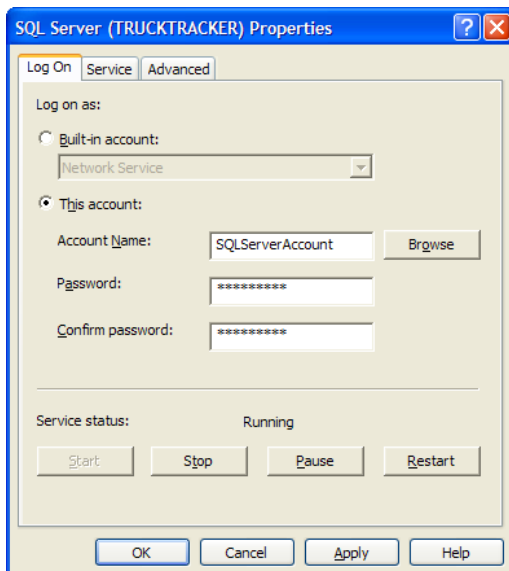 SQL Server (TRUCKTRACKER) Properties
Log On Service Advanced
Log on as:
Built-in account:
Network Service
This account:
Account Name: SQLServerAccount Browse
Password: *********
Confirm password: *********
Service status: Running
Start Stop Pause Restart
OK Cancel Apply Help